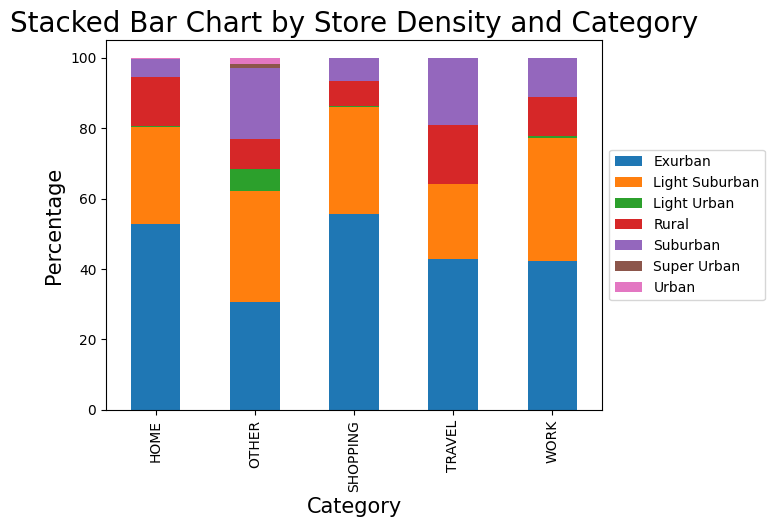 Stacked Bar Chart by Store Density and Category
100
80
60
40
20
0
Percentage
HOME
OTHER
SHOPPING
TRAVEL
WORK
Category
Exurban
Light Suburban
Light Urban
Rural
Suburban
Super Urban
Urban